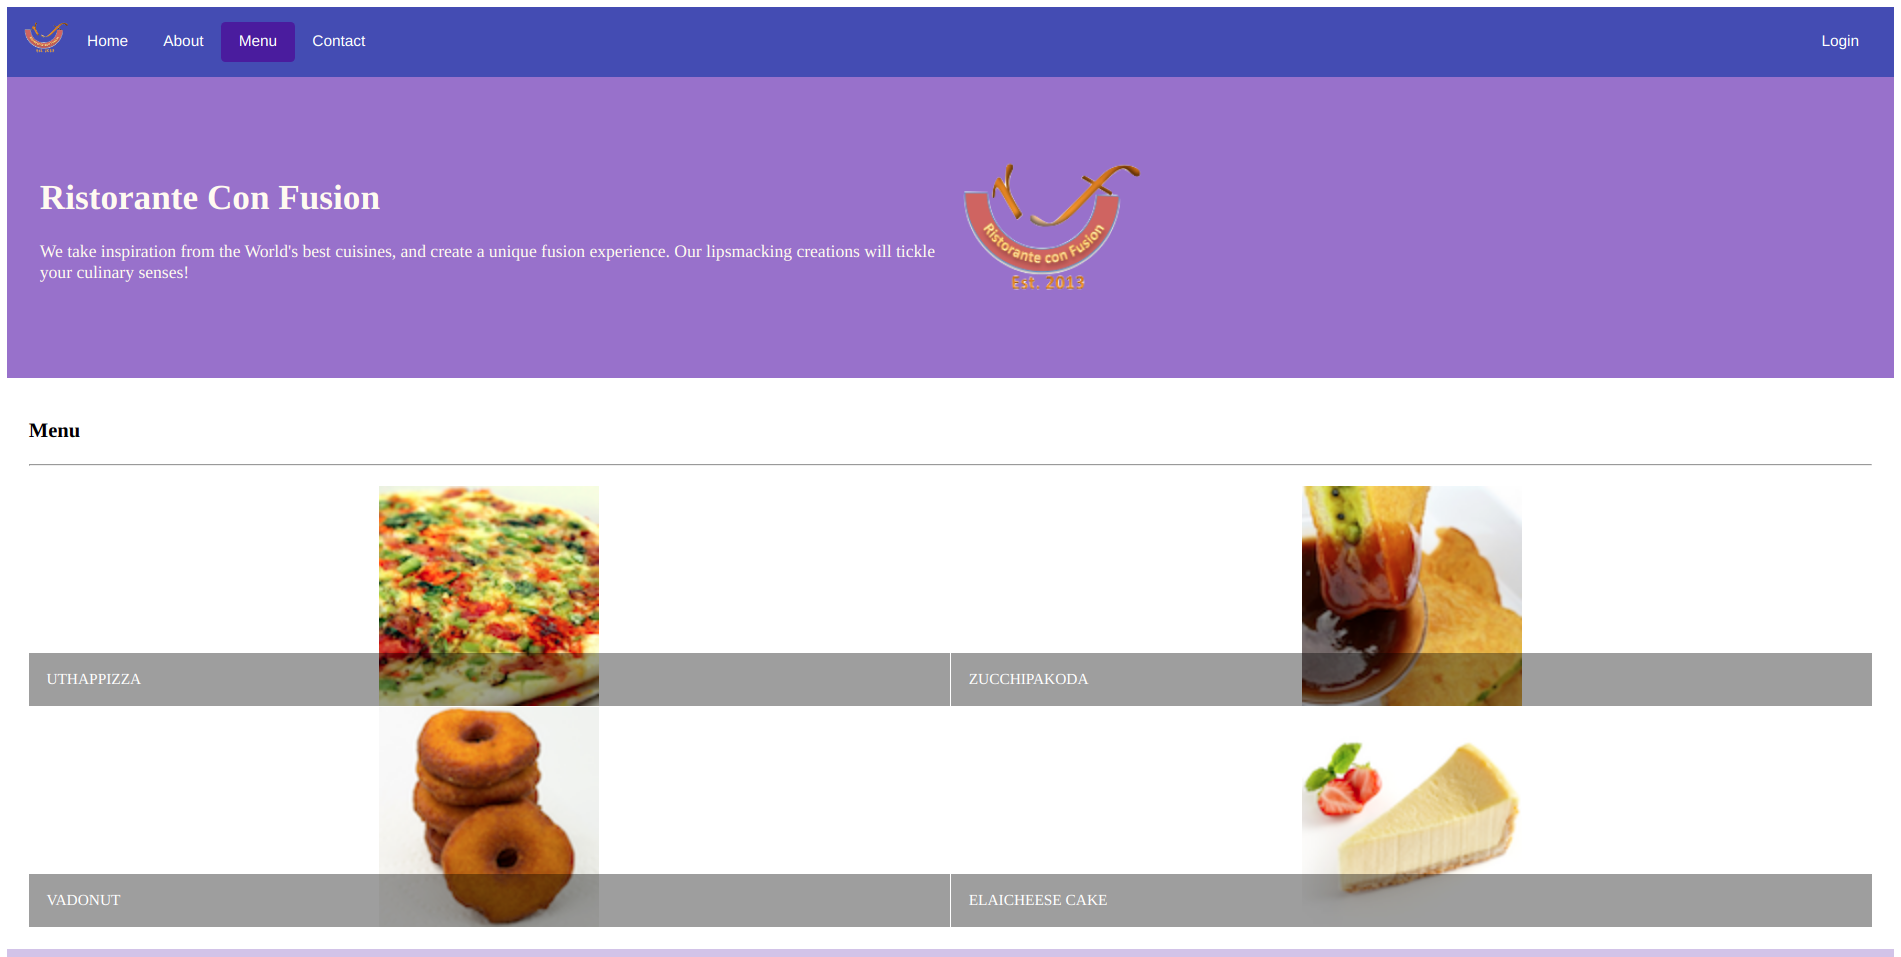 Home About Menu Contact Login
Ristorante Con Fusion
We take inspiration from the World's best cuisines, and create a unique fusion experience. Our lipsmacking creations will tickle
your culinary senses!
Ristorante con Fusion
Est. 2013
Menu
UTHAPPIZZA
ZUCCHIPAKODA
VADONUT
ELAICHEESE CAKE